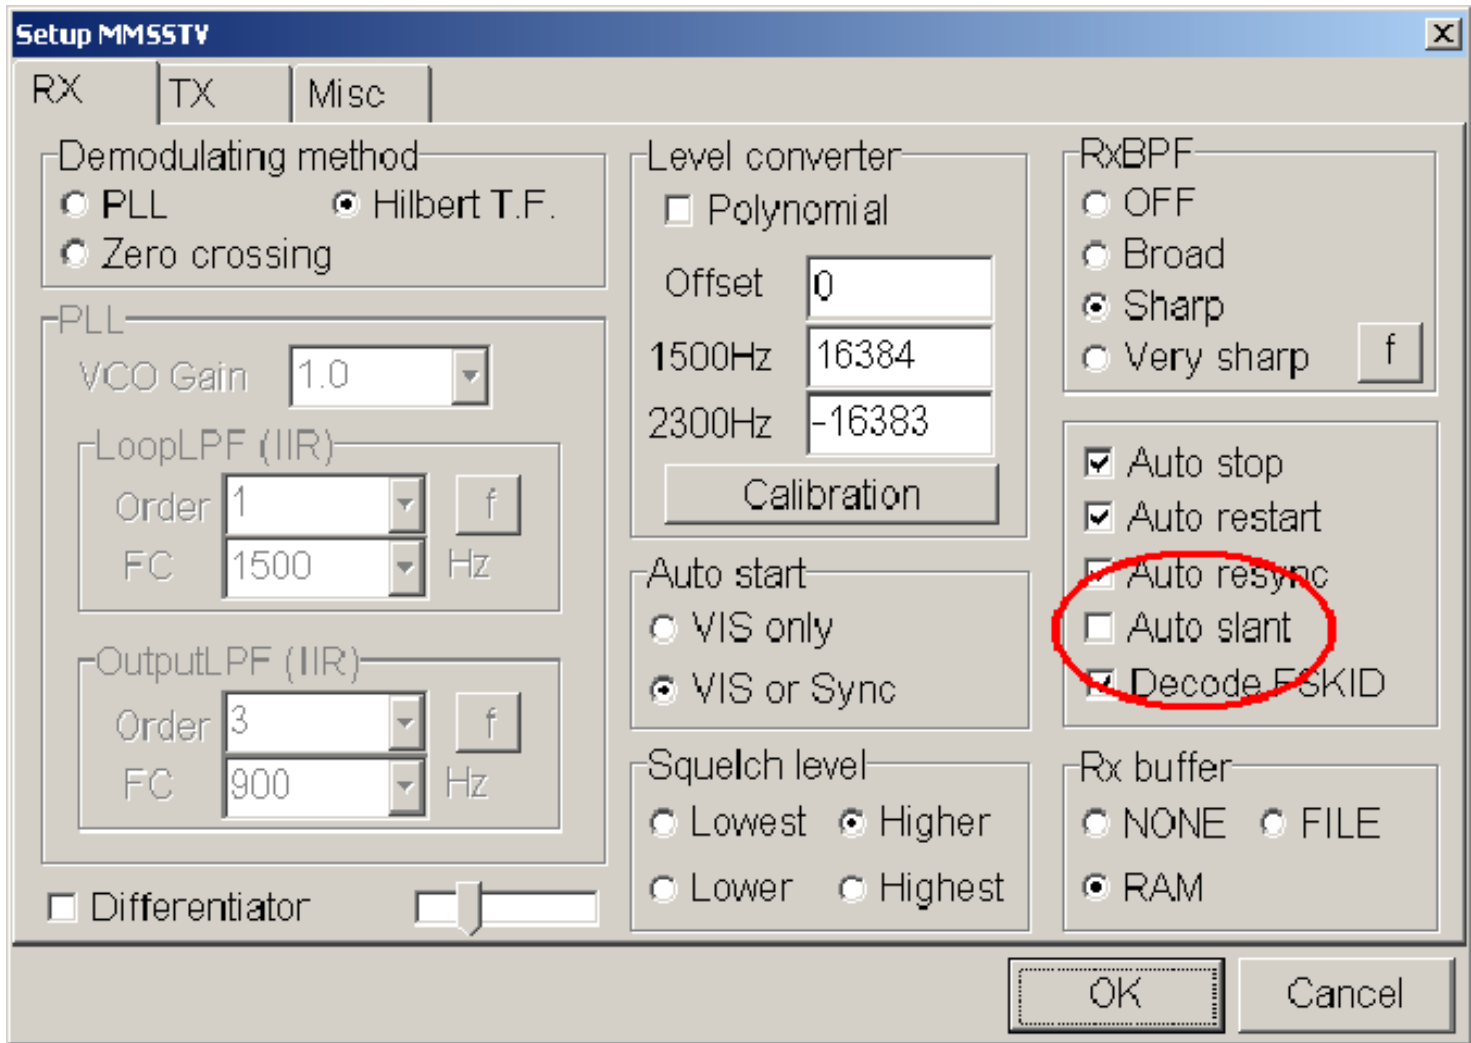 Setup MMSSTV
RX TX Misc
Demodulating method
PLL Hilbert T.F.
Zero crossing
PLL
VCO Gain 1.0
LoopLPF (IIR)
Order 1 f
FC 1500 Hz
OutputLPF (IIR)
Order 3 f
FC 900 Hz
Differentiator
Level converter
Polynomial
Offset 0
1500Hz 16384
2300Hz -16383
Calibration
Auto start
VIS only
VIS or Sync
Squelch level
Lowest Higher
Lower Highest
RxBPF
OFF
Broad
Sharp
Very sharp f
Auto stop
Auto restart
Auto resync
Auto slant
Decode FSKID
Rx buffer
NONE FILE
RAM
OK Cancel